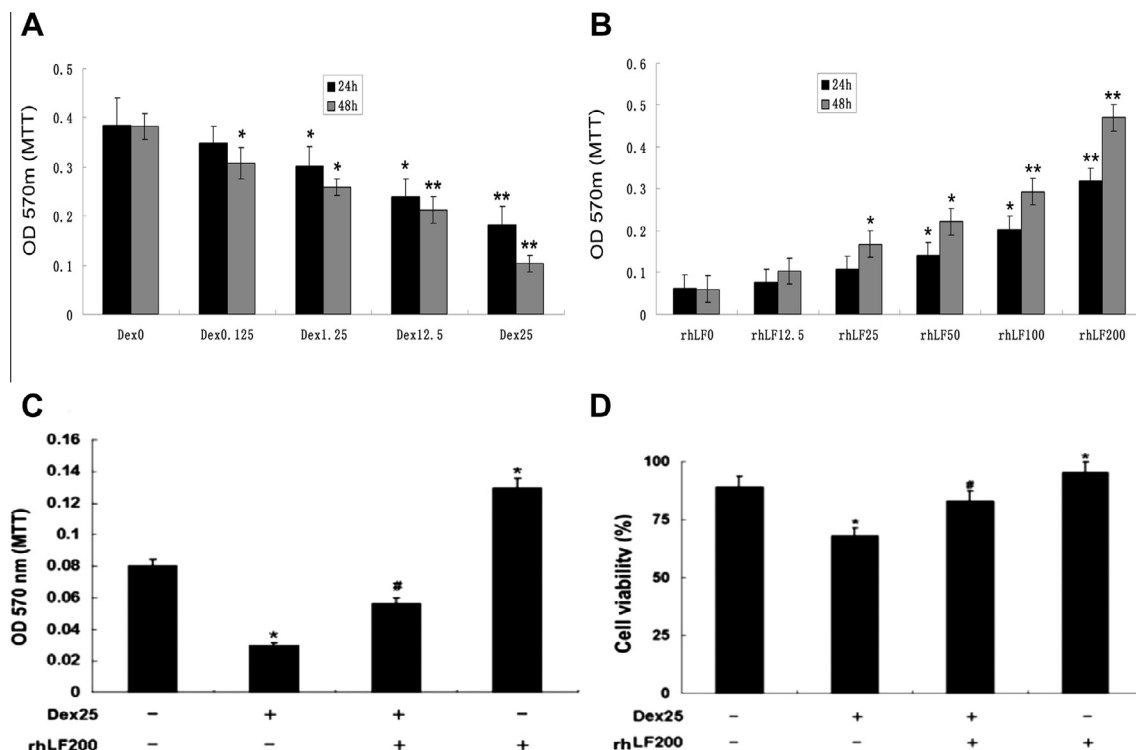 A
OD 570m (MTT)
0.5
0.4
0.3
0.2
0.1
0
24h
48h
*
*
*
*
**
**
**
Dex0 Dex0.125 Dex1.25 Dex12.5 Dex25
B
OD 570m (MTT)
0.6
0.5
0.4
0.3
0.2
0.1
0
24h
48h
*
*
*
*
**
**
**
rhLF0 rhLF12.5 rhLF25 rhLF50 rhLF100 rhLF200
C
OD 570 nm (MTT)
0.16
0.14
0.12
0.1
0.08
0.06
0.04
0.02
0
*
#
*
Dex25 − + + −
rhLF200 − − + +
D
Cell viability (%)
100
75
50
25
0
*
#
*
Dex25 − + + −
rhLF200 − − + +